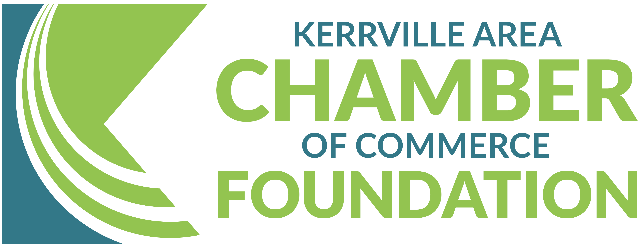 KERRVILLE AREA
CHAMBER
OF COMMERCE
FOUNDATION